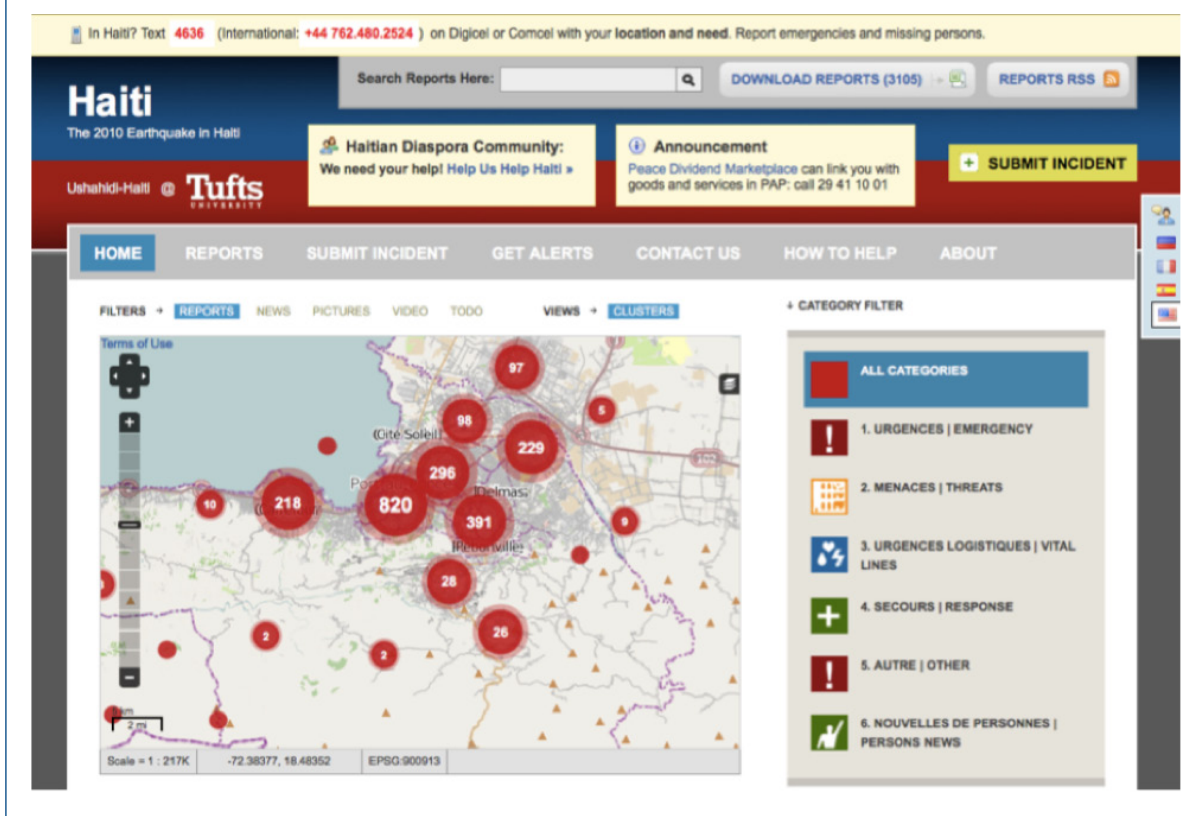 In Haiti? Text 4636 (International: +44 762.480.2524 ) on Digicel or Comcel with your location and need. Report emergencies and missing persons.
Search Reports Here:
DOWNLOAD REPORTS (3105)
REPORTS RSS
Haiti
The 2010 Earthquake in Haiti
Haitian Diaspora Community:
We need your help! Help Us Help Haiti »
Announcement
Peace Dividend Marketplace can link you with
goods and services in PAP: call 29 41 10 01
SUBMIT INCIDENT
Ushahidi-Haiti @ Tufts
UNIVERSITY
HOME REPORTS SUBMIT INCIDENT GET ALERTS CONTACT US HOW TO HELP ABOUT
FILTERS → REPORTS NEWS PICTURES VIDEO TODO VIEWS → CLUSTERS
↓ CATEGORY FILTER
Terms of Use
97
5
98
(Cité Soleil)
229
296
218
820
10
391
9
28
26
2
2
2 mi
Scale = 1 : 217K
-72.38377, 18.48352
EPSG:900913
ALL CATEGORIES
1. URGENCES | EMERGENCY
2. MENACES | THREATS
3. URGENCES LOGISTIQUES | VITAL
LINES
4. SECOURS | RESPONSE
5. AUTRE | OTHER
6. NOUVELLES DE PERSONNES |
PERSONS NEWS